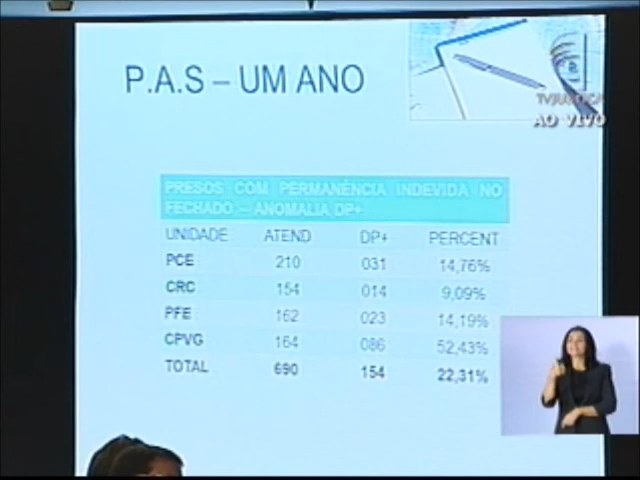 P.A.S – UM ANO
TVJUSTIÇA
AO VIVO
PRESOS COM PERMANÊNCIA INDEVIDA NO
FECHADO – ANOMALIA DP+
UNIDADE ATEND DP+ PERCENT
PCE 210 031 14,76%
CRC 154 014 9,09%
PFE 162 023 14,19%
CPVG 164 086 52,43%
TOTAL 690 154 22,31%